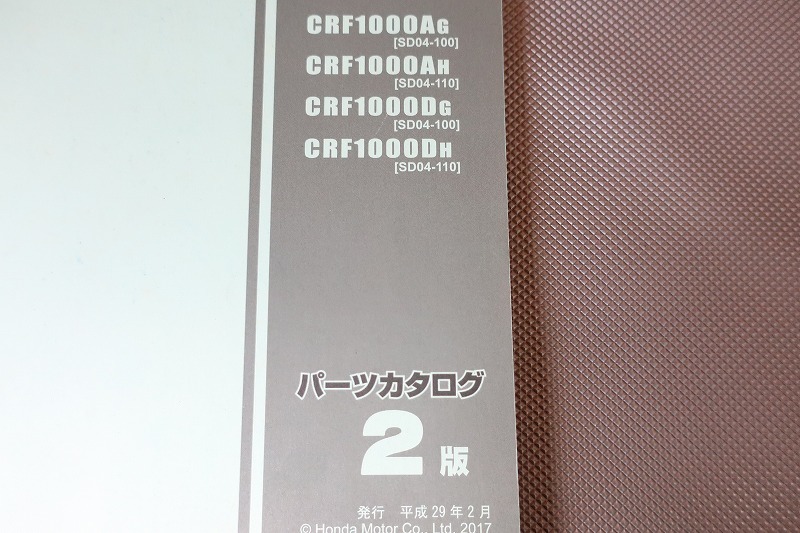 CRF1000AG
[SD04-100]
CRF1000AH
[SD04-110]
CRF1000DG
[SD04-100]
CRF1000DH
[SD04-110]
パーツカタログ
2版
発行 平成29年2月
© Honda Motor Co., Ltd. 2017